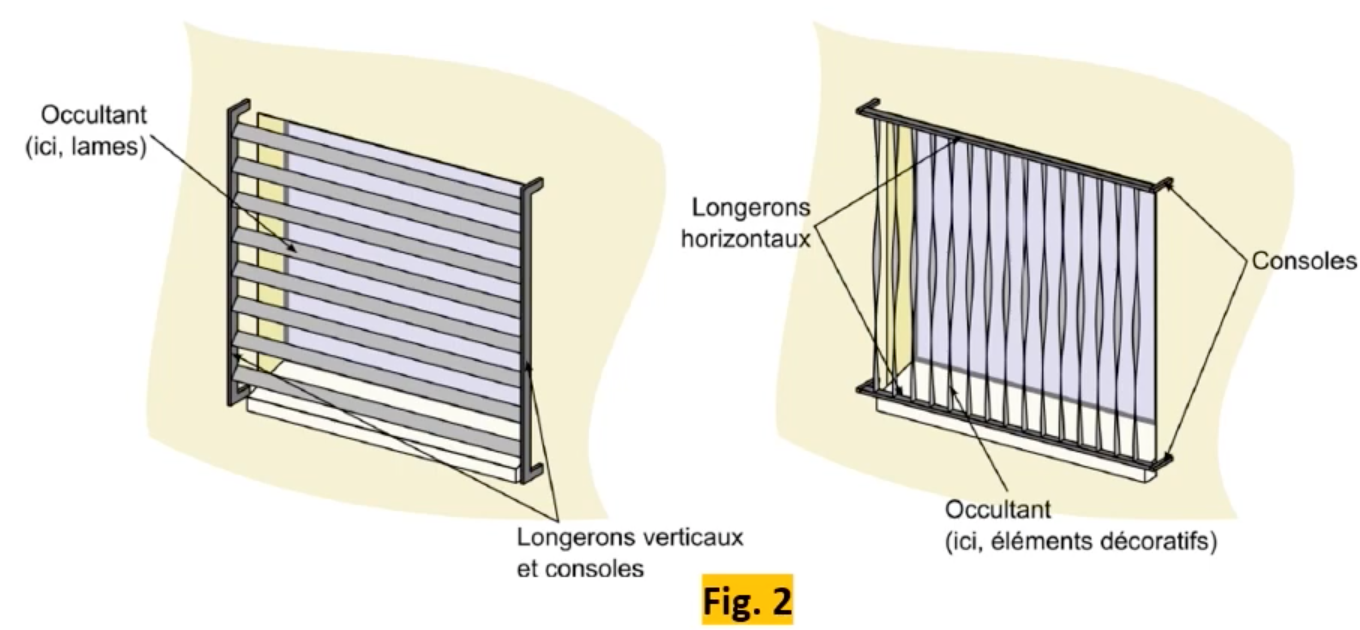 Occultant
(ici, lames)
Longerons verticaux
et consoles
Longerons
horizontaux
Consoles
Occultant
(ici, éléments décoratifs)
Fig. 2